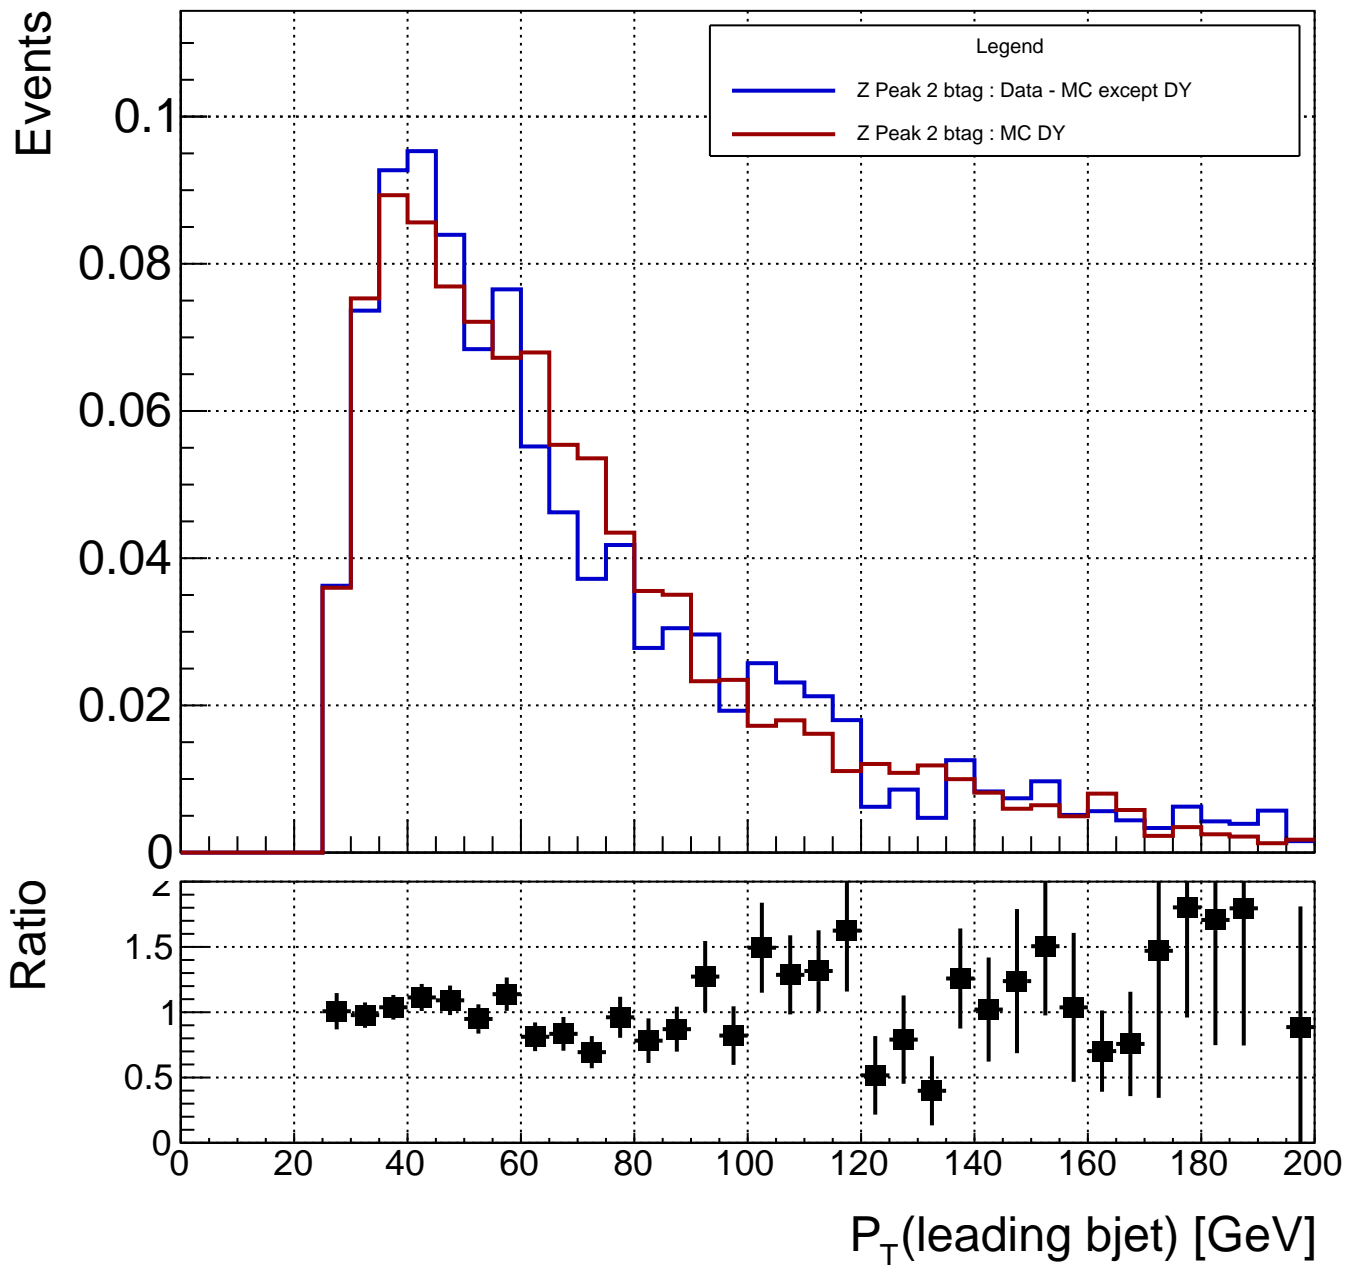 Events
Legend
Z Peak 2 btag : Data - MC except DY
Z Peak 2 btag : MC DY
0.1
0.08
0.06
0.04
0.02
0
Ratio
2
1.5
1
0.5
0
0 20 40 60 80 100 120 140 160 180 200
P_T(leading bjet) [GeV]